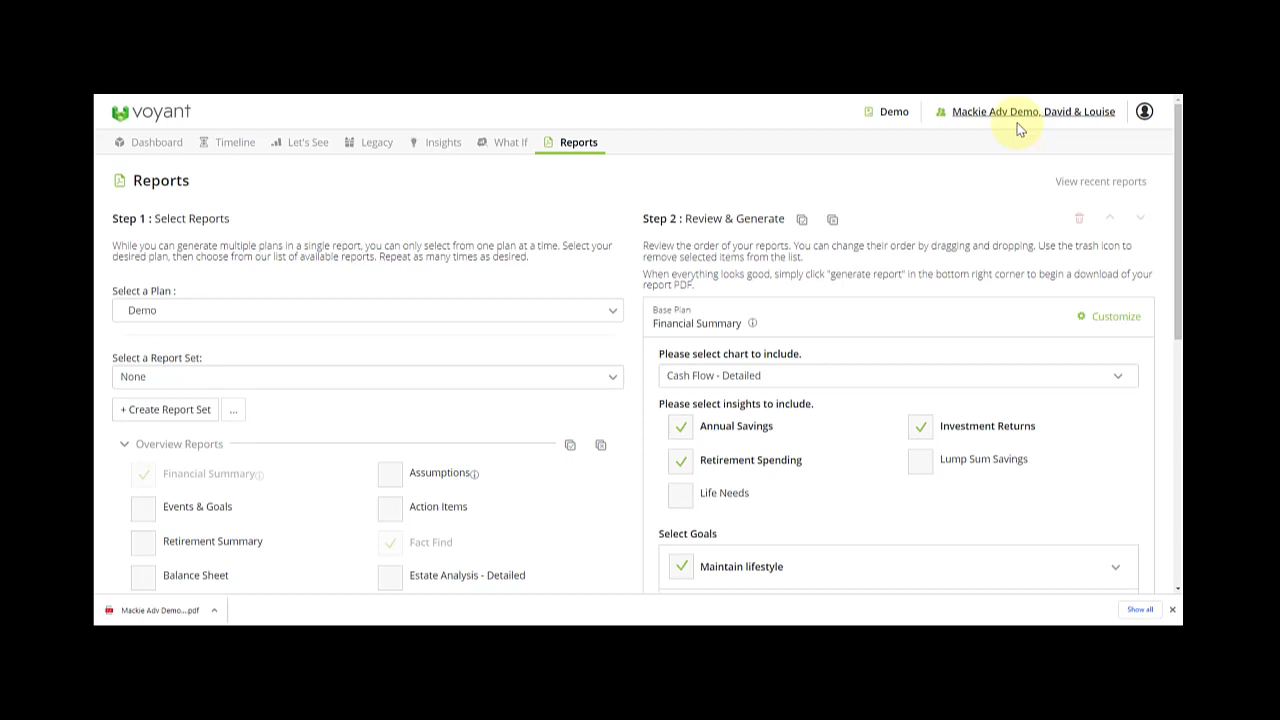 voyant
Demo
Mackie Adv Demo, David & Louise
Dashboard
Timeline
Let's See
Legacy
Insights
What If
Reports
Reports
View recent reports
Step 1 : Select Reports
While you can generate multiple plans in a single report, you can only select from one plan at a time. Select your
desired plan, then choose from our list of available reports. Repeat as many times as desired.
Select a Plan :
Demo
Select a Report Set:
None
+ Create Report Set
...
Overview Reports
Financial Summary
Assumptions
Events & Goals
Action Items
Retirement Summary
Fact Find
Balance Sheet
Estate Analysis - Detailed
Step 2 : Review & Generate
Review the order of your reports. You can change their order by dragging and dropping. Use the trash icon to
remove selected items from the list.
When everything looks good, simply click "generate report" in the bottom right corner to begin a download of your
report PDF.
Base Plan
Financial Summary
Customize
Please select chart to include.
Cash Flow - Detailed
Please select insights to include.
Annual Savings
Investment Returns
Retirement Spending
Lump Sum Savings
Life Needs
Select Goals
Maintain lifestyle
Mackie Adv Demo....pdf
Show all